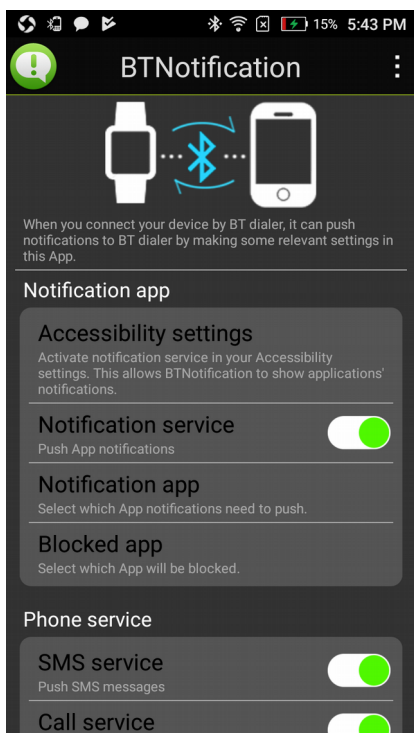 15% 5:43 PM
BTNotification
When you connect your device by BT dialer, it can push
notifications to BT dialer by making some relevant settings in
this App.
Notification app
Accessibility settings
Activate notification service in your Accessibility
settings. This allows BTNotification to show applications'
notifications.
Notification service
Push App notifications
Notification app
Select which App notifications need to push.
Blocked app
Select which App will be blocked.
Phone service
SMS service
Push SMS messages
Call service